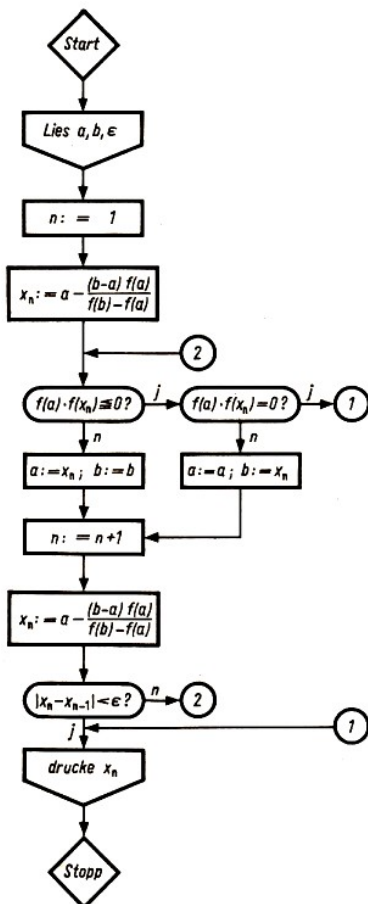 Start
Lies a, b, ϵ
n: = 1
xₙ := a − (b−a) f(a) / f(b)−f(a)
2
f(a)·f(xₙ)≦0?
j
f(a)·f(xₙ)=0?
j
1
n
n
a:=xₙ; b:=b
a:=a; b:=xₙ
n: = n+1
xₙ := a − (b−a) f(a) / f(b)−f(a)
|xₙ−xₙ₋₁|<ϵ?
n
2
j
1
drucke xₙ
Stopp